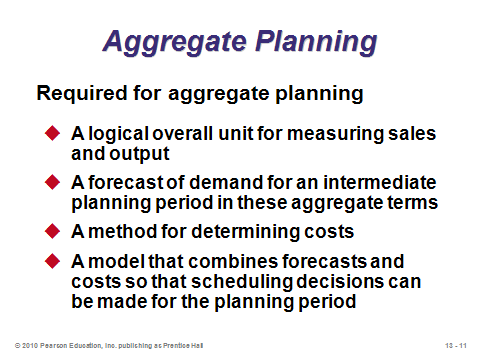 Aggregate Planning
Required for aggregate planning
A logical overall unit for measuring sales
and output
A forecast of demand for an intermediate
planning period in these aggregate terms
A method for determining costs
A model that combines forecasts and
costs so that scheduling decisions can
be made for the planning period
© 2010 Pearson Education, Inc. publishing as Prentice Hall
13 - 11